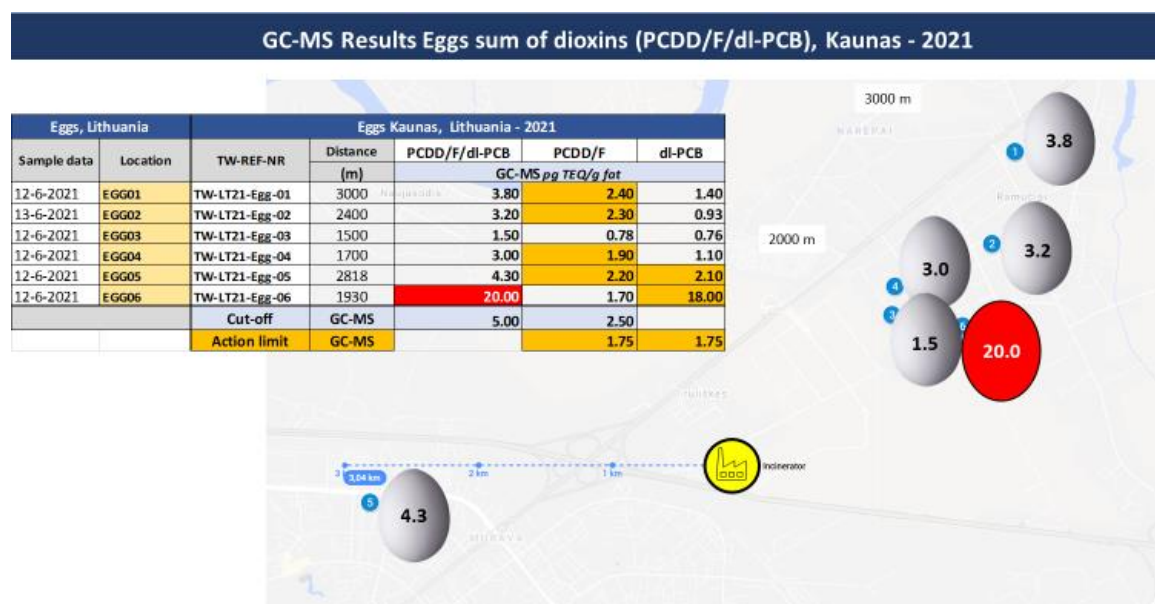 GC-MS Results Eggs sum of dioxins (PCDD/F/dl-PCB), Kaunas - 2021
3000 m
Eggs, Lithuania Eggs Kaunas, Lithuania - 2021
Sample data Location TW-REF-NR Distance PCDD/F/dl-PCB PCDD/F dl-PCB
(m) GC-MS pg TEQ/g fat
12-6-2021 EGG01 TW-LT21-Egg-01 3000 3.80 2.40 1.40
13-6-2021 EGG02 TW-LT21-Egg-02 2400 3.20 2.30 0.93
12-6-2021 EGG03 TW-LT21-Egg-03 1500 1.50 0.78 0.76
12-6-2021 EGG04 TW-LT21-Egg-04 1700 3.00 1.90 1.10
12-6-2021 EGG05 TW-LT21-Egg-05 2818 4.30 2.20 2.10
12-6-2021 EGG06 TW-LT21-Egg-06 1930 20.00 1.70 18.00
Cut-off GC-MS 5.00 2.50
Action limit GC-MS 1.75 1.75
1 3.8
2000 m
2 3.2
4 3.0
3 1.5
6 20.0
3 2 km 1 km
3,04 km
Incinerator
5 4.3